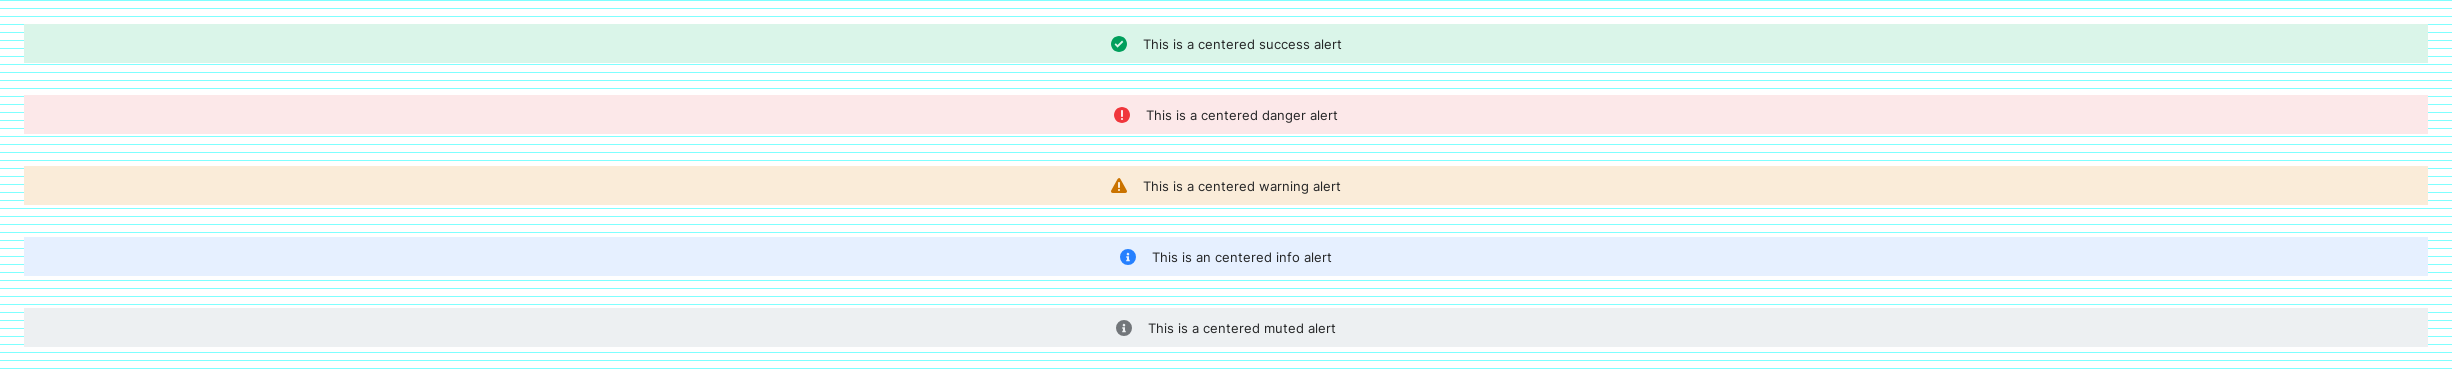 This is a centered success alert
This is a centered danger alert
This is a centered warning alert
This is an centered info alert
This is a centered muted alert